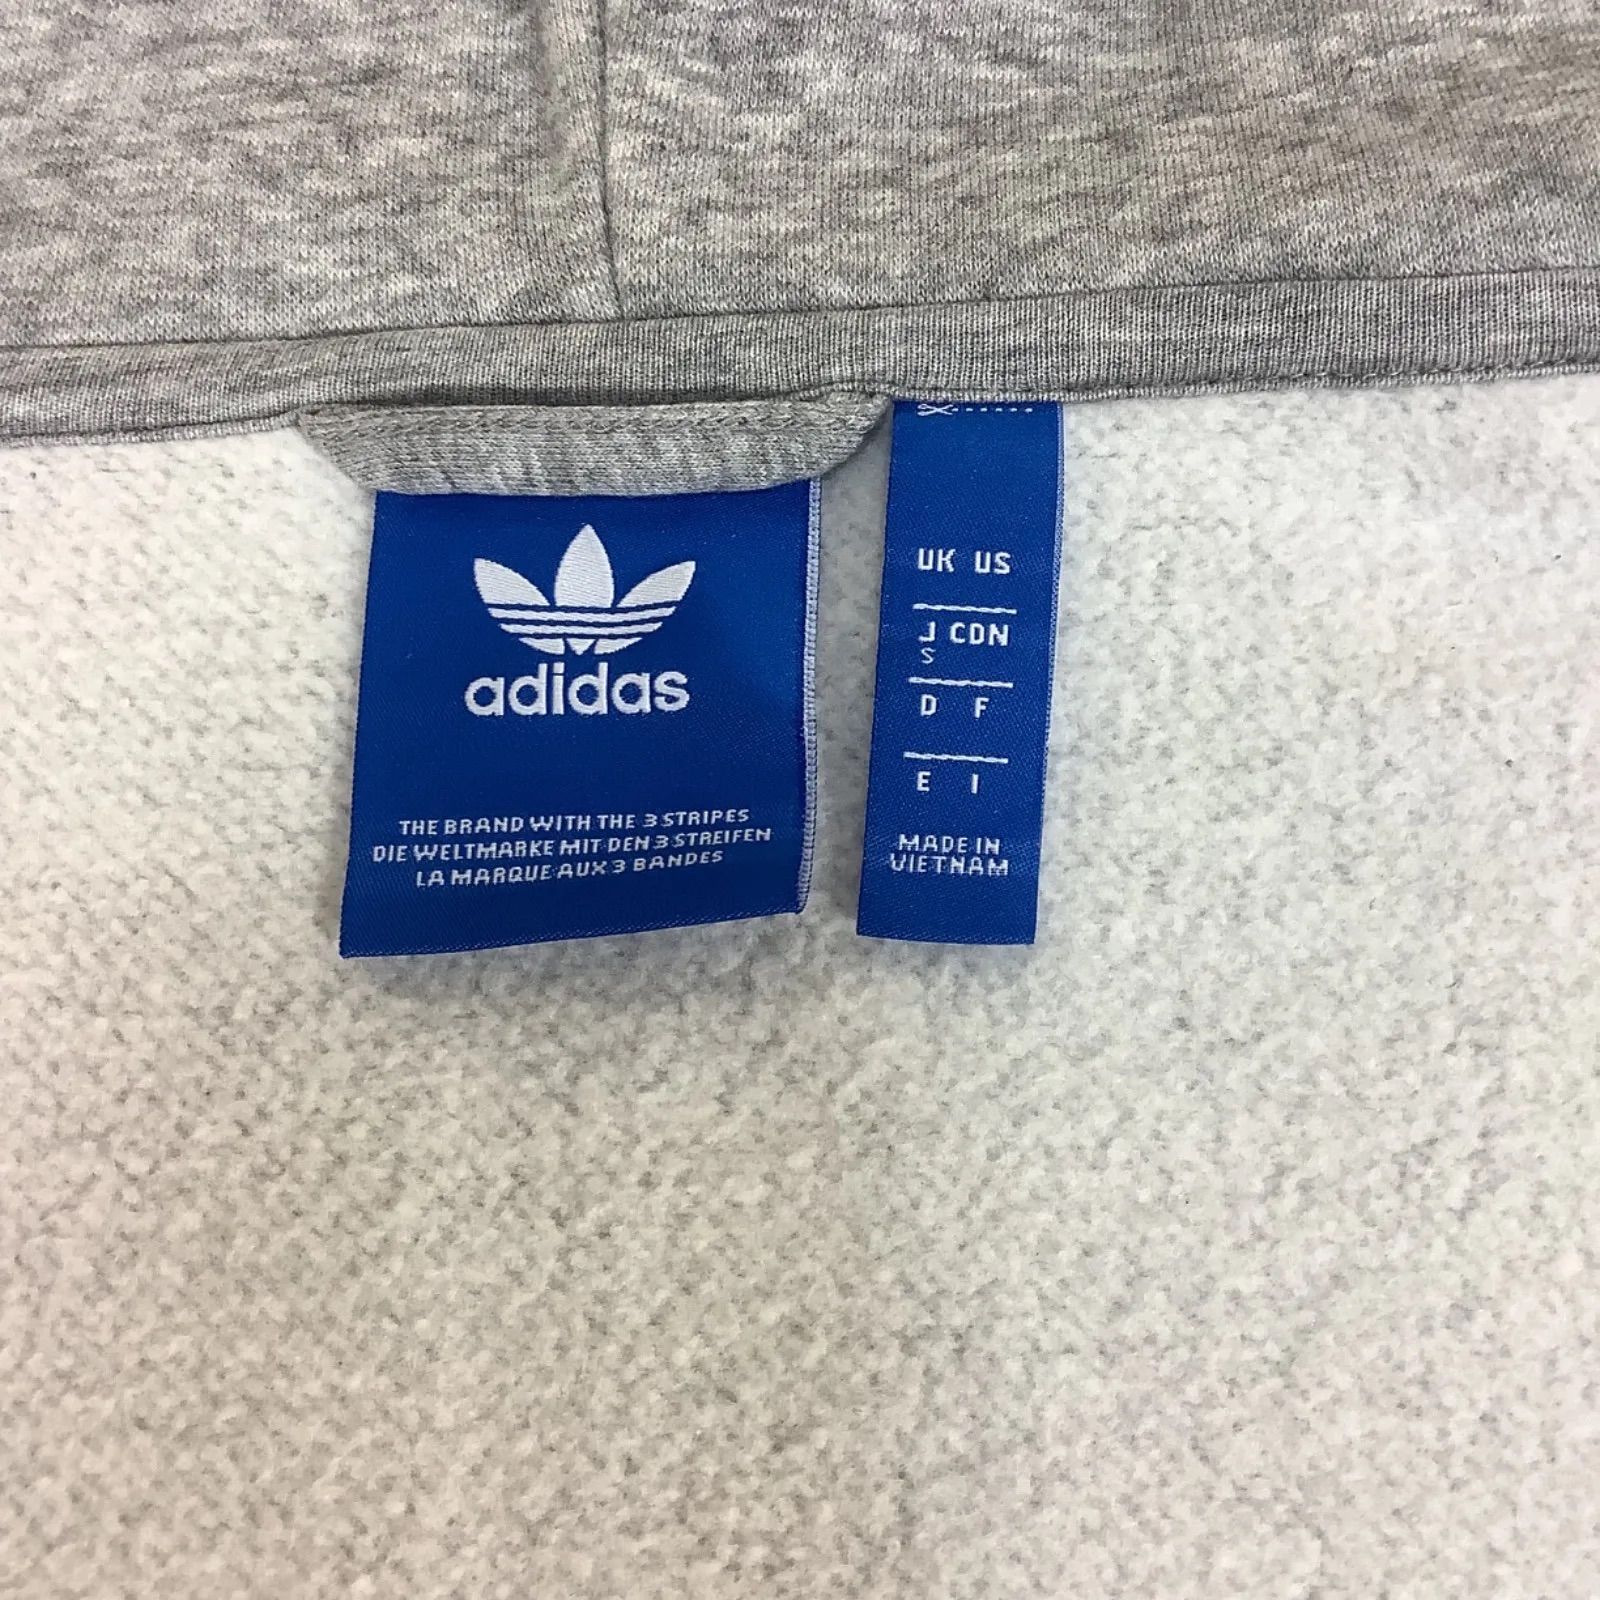 adidas
THE BRAND WITH THE 3 STRIPES
DIE WELTMARKE MIT DEN 3 STREIFEN
LA MARQUE AUX 3 BANDES
UK US
J CDN
S
D F
E I
MADE IN
VIETNAM